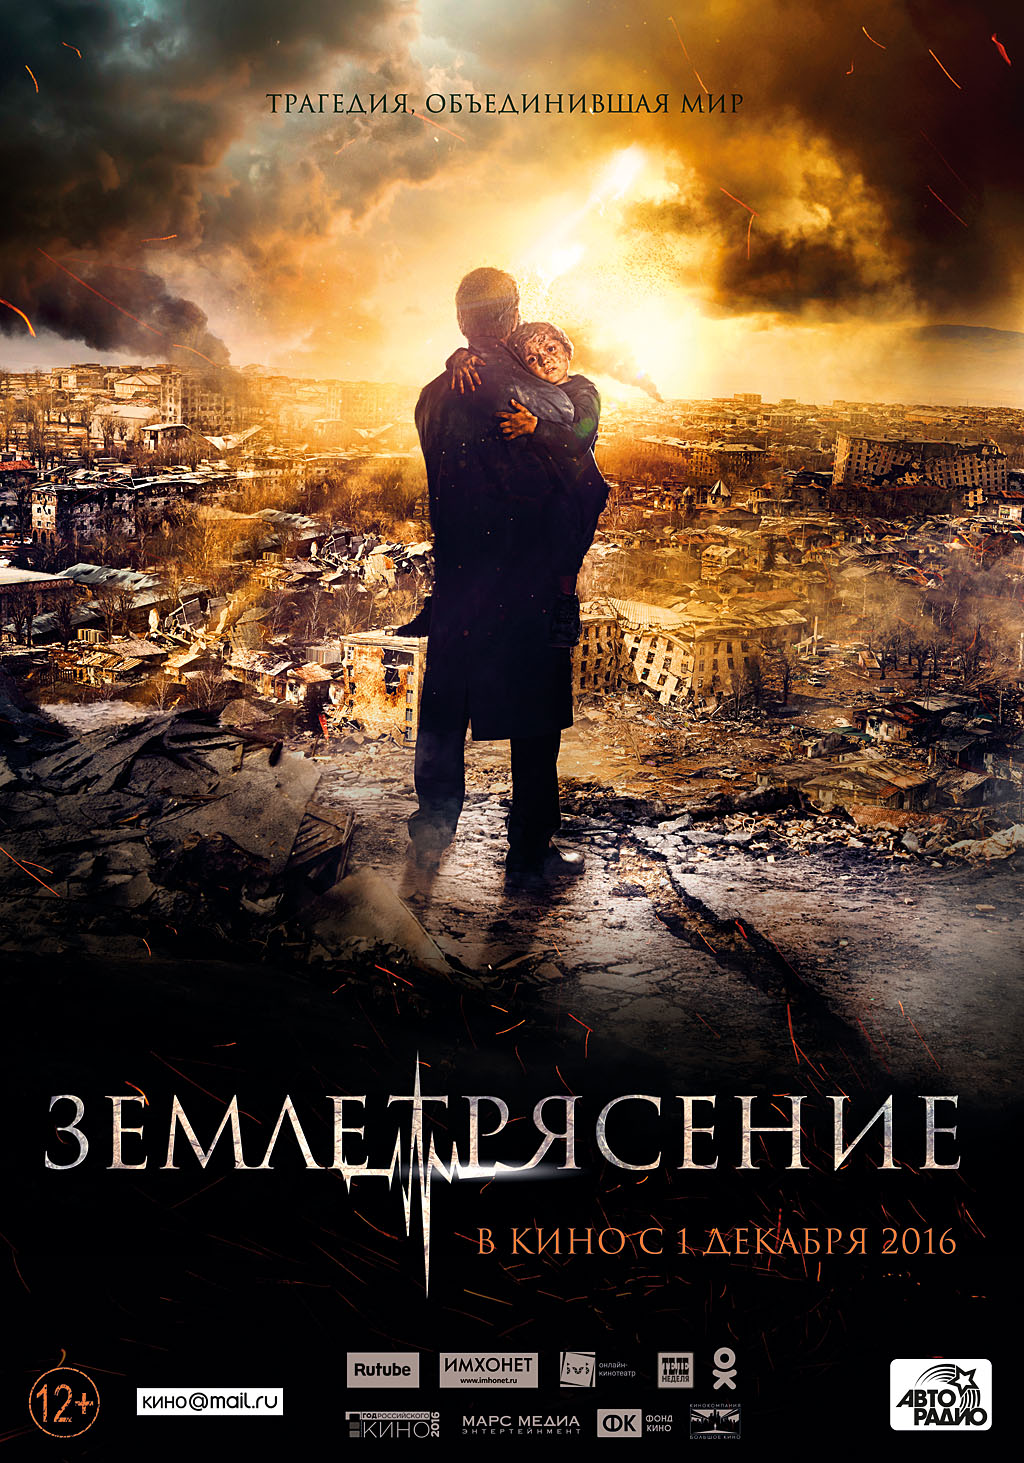 ТРАГЕДИЯ, ОБЪЕДИНИВШАЯ МИР
ЗЕМЛЕТРЯСЕНИЕ
В КИНО С 1 ДЕКАБРЯ 2016
12+
кино@mail.ru
Rutube
ИМХОНЕТ
www.imhonet.ru
ivi
онлайн-
кинотеатр
ТЕЛЕ
НЕДЕЛЯ
ГОД РОССИЙСКОГО
КИНО
2016
МАРС МЕДИА
ЭНТЕРТЕЙНМЕНТ
ФК
ФОНД
КИНО
КИНОКОМПАНИЯ
БОЛЬШОЕ КИНО
АВТО
РАДИО